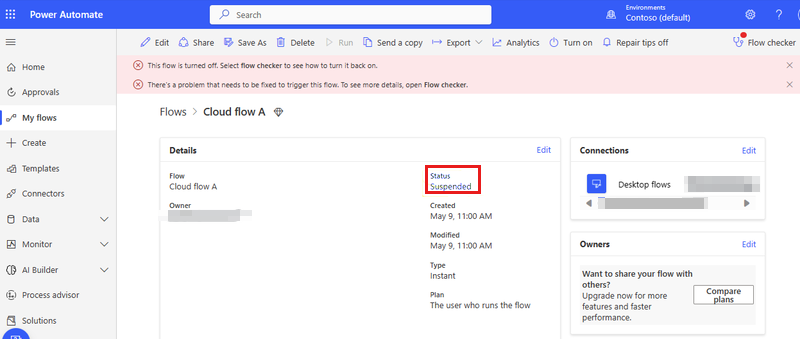 Power Automate
Search
Environments
Contoso (default)
Edit
Share
Save As
Delete
Run
Send a copy
Export
Analytics
Turn on
Repair tips off
Flow checker
Home
Approvals
My flows
Create
Templates
Connectors
Data
Monitor
AI Builder
Process advisor
Solutions
This flow is turned off. Select flow checker to see how to turn it back on.
There's a problem that needs to be fixed to trigger this flow. To see more details, open Flow checker.
Flows > Cloud flow A
Details
Edit
Flow
Cloud flow A
Owner
Status
Suspended
Created
May 9, 11:00 AM
Modified
May 9, 11:00 AM
Type
Instant
Plan
The user who runs the flow
Connections
Edit
Desktop flows
Owners
Edit
Want to share your flow with
others?
Upgrade now for more
features and faster
performance.
Compare
plans